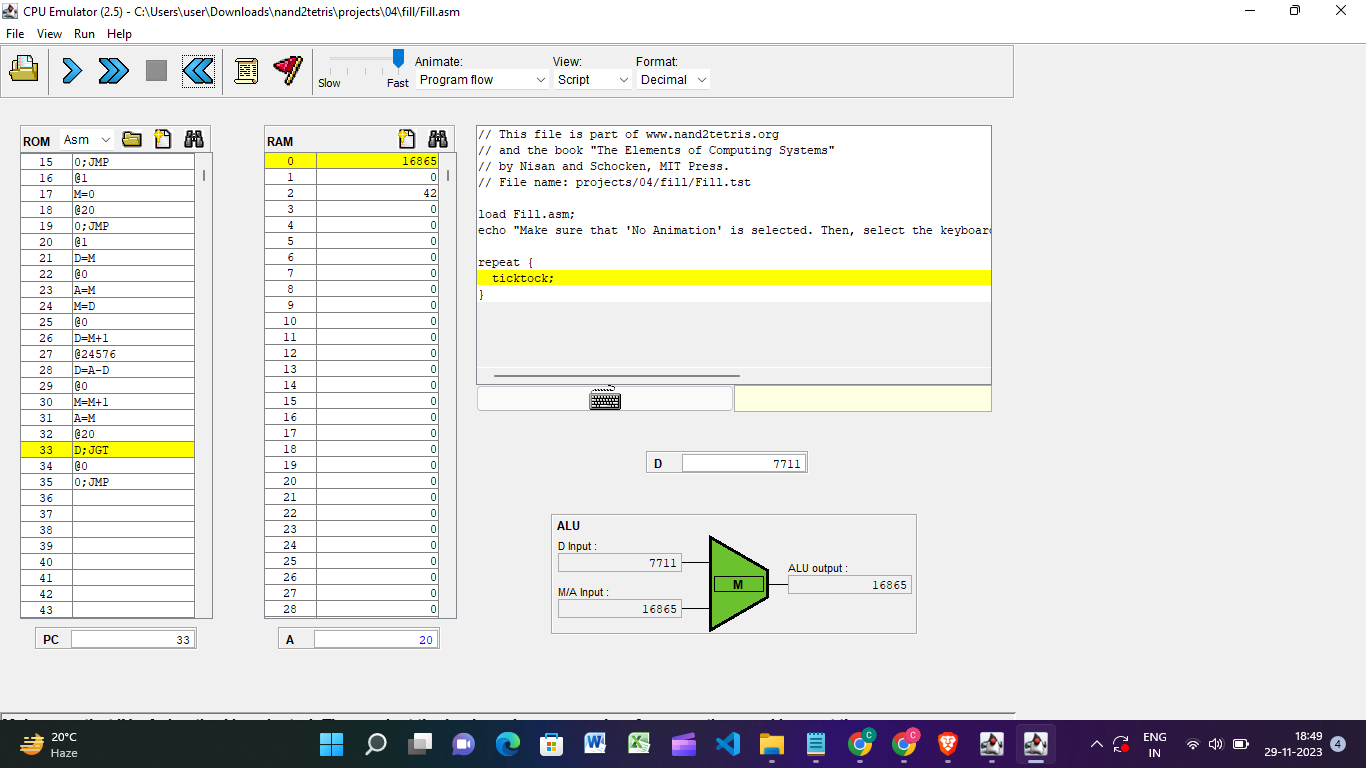 CPU Emulator (2.5) - C:\Users\user\Downloads\nand2tetris\projects\04\fill/Fill.asm
File View Run Help
Slow Fast
Animate: View: Format:
Program flow Script Decimal
ROM Asm
15 0;JMP
16 @1
17 M=0
18 @20
19 0;JMP
20 @1
21 D=M
22 @0
23 A=M
24 M=D
25 @0
26 D=M+1
27 @24576
28 D=A-D
29 @0
30 M=M+1
31 A=M
32 @20
33 D;JGT
34 @0
35 0;JMP
36
37
38
39
40
41
42
43
PC 33
RAM
0 16865
1 0
2 42
3 0
4 0
5 0
6 0
7 0
8 0
9 0
10 0
11 0
12 0
13 0
14 0
15 0
16 0
17 0
18 0
19 0
20 0
21 0
22 0
23 0
24 0
25 0
26 0
27 0
28 0
A 20
// This file is part of www.nand2tetris.org
// and the book "The Elements of Computing Systems"
// by Nisan and Schocken, MIT Press.
// File name: projects/04/fill/Fill.tst
load Fill.asm;
echo "Make sure that 'No Animation' is selected. Then, select the keyboard
repeat {
ticktock;
}
D 7711
ALU
D Input :
7711
M/A Input :
16865
M
ALU output :
16865
20°C
Haze
ENG
IN
18:49
29-11-2023
4